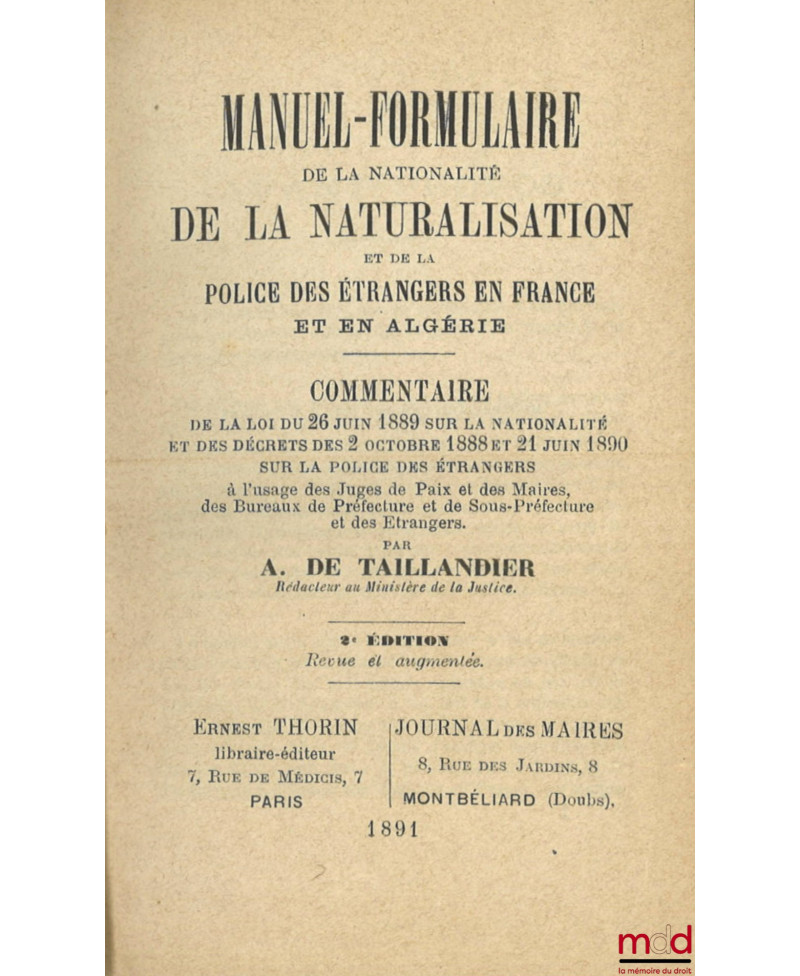 MANUEL-FORMULAIRE
DE LA NATIONALITÉ
DE LA NATURALISATION
ET DE LA
POLICE DES ÉTRANGERS EN FRANCE
ET EN ALGÉRIE
COMMENTAIRE
DE LA LOI DU 26 JUIN 1889 SUR LA NATIONALITÉ
ET DES DÉCRETS DES 2 OCTOBRE 1888 ET 21 JUIN 1890
SUR LA POLICE DES ÉTRANGERS
à l'usage des Juges de Paix et des Maires,
des Bureaux de Préfecture et de Sous-Préfecture
et des Etrangers.
PAR
A. DE TAILLANDIER
Rédacteur au Ministère de la Justice.
2e ÉDITION
Revue et augmentée.
ERNEST THORIN
libraire-éditeur
7, RUE DE MÉDICIS, 7
PARIS
JOURNAL DES MAIRES
8, RUE DES JARDINS, 8
MONTBÉLIARD (Doubs).
1891
mdd
la mémoire du droit